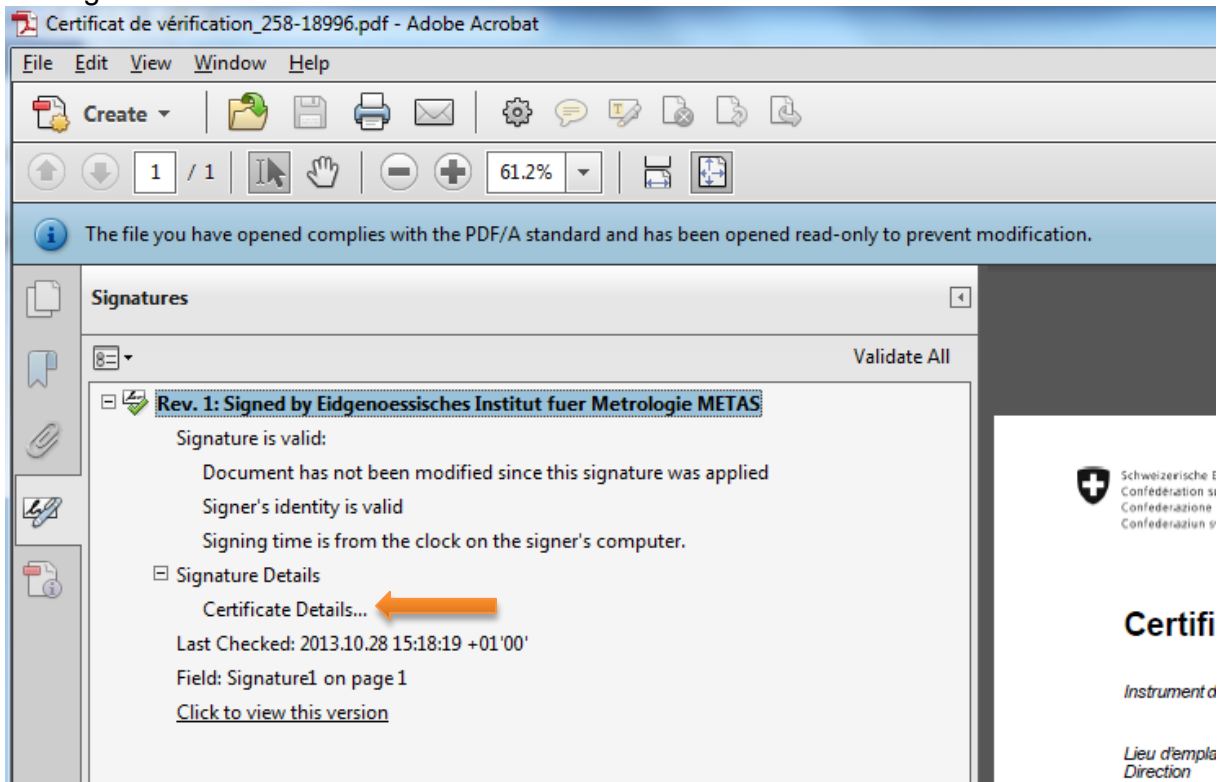 Certificat de vérification_258-18996.pdf - Adobe Acrobat
File Edit View Window Help
Create
1 / 1 61.2%
The file you have opened complies with the PDF/A standard and has been opened read-only to prevent modification.
Signatures
Validate All
Rev. 1: Signed by Eidgenoessisches Institut fuer Metrologie METAS
Signature is valid:
Document has not been modified since this signature was applied
Signer's identity is valid
Signing time is from the clock on the signer's computer.
Signature Details
Certificate Details...
Last Checked: 2013.10.28 15:18:19 +01'00'
Field: Signature1 on page 1
Click to view this version
Schweizerische E
Confédération su
Confederazione
Confederaziun s
Certifi
Instrument d
Lieu d'empla
Direction